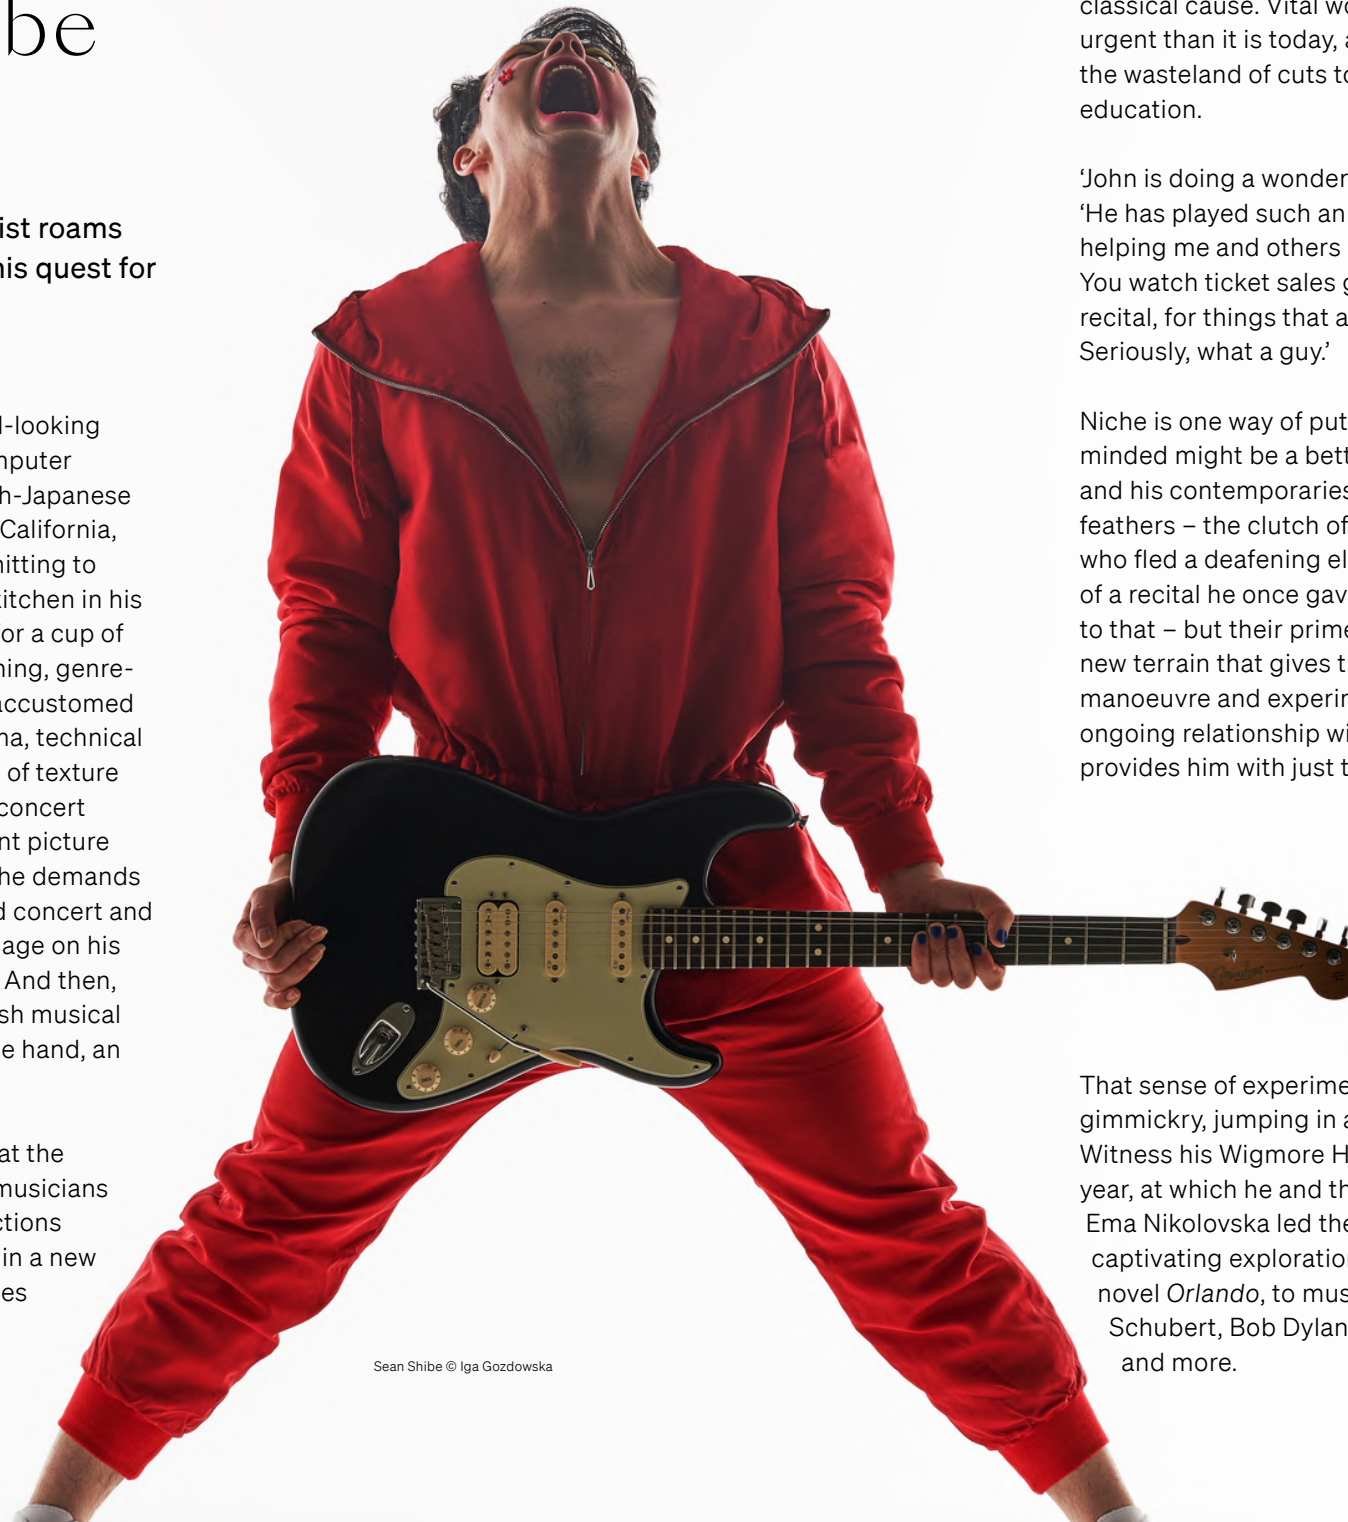 be
ist roams
his quest for
-looking
mputer
h-Japanese
California,
mitting to
kitchen in his
for a cup of
ning, genre-
accustomed
na, technical
of texture
concert
nt picture
he demands
d concert and
age on his
And then,
sh musical
e hand, an
at the
musicians
ctions
in a new
es
Sean Shibe © Iga Gozdowska
classical cause. Vital wo
urgent than it is today, a
the wasteland of cuts to
education.
‘John is doing a wonder
‘He has played such an
helping me and others
You watch ticket sales g
recital, for things that a
Seriously, what a guy.’
Niche is one way of put
minded might be a bett
and his contemporaries
feathers – the clutch of
who fled a deafening el
of a recital he once gav
to that – but their prime
new terrain that gives t
manoeuvre and experim
ongoing relationship wi
provides him with just t
Fender
That sense of experime
gimmickry, jumping in a
Witness his Wigmore H
year, at which he and th
Ema Nikolovska led the
captivating exploration
novel Orlando, to mus
Schubert, Bob Dylan
and more.